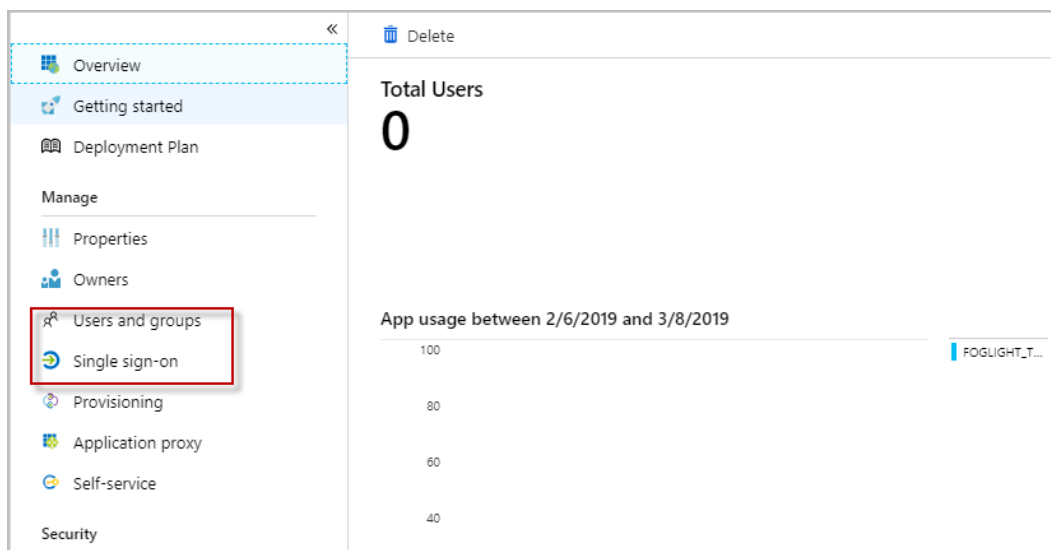 «
Overview
Getting started
Deployment Plan
Manage
Properties
Owners
Users and groups
Single sign-on
Provisioning
Application proxy
Self-service
Security
Delete
Total Users
0
App usage between 2/6/2019 and 3/8/2019
100
80
60
40
FOGLIGHT_T...